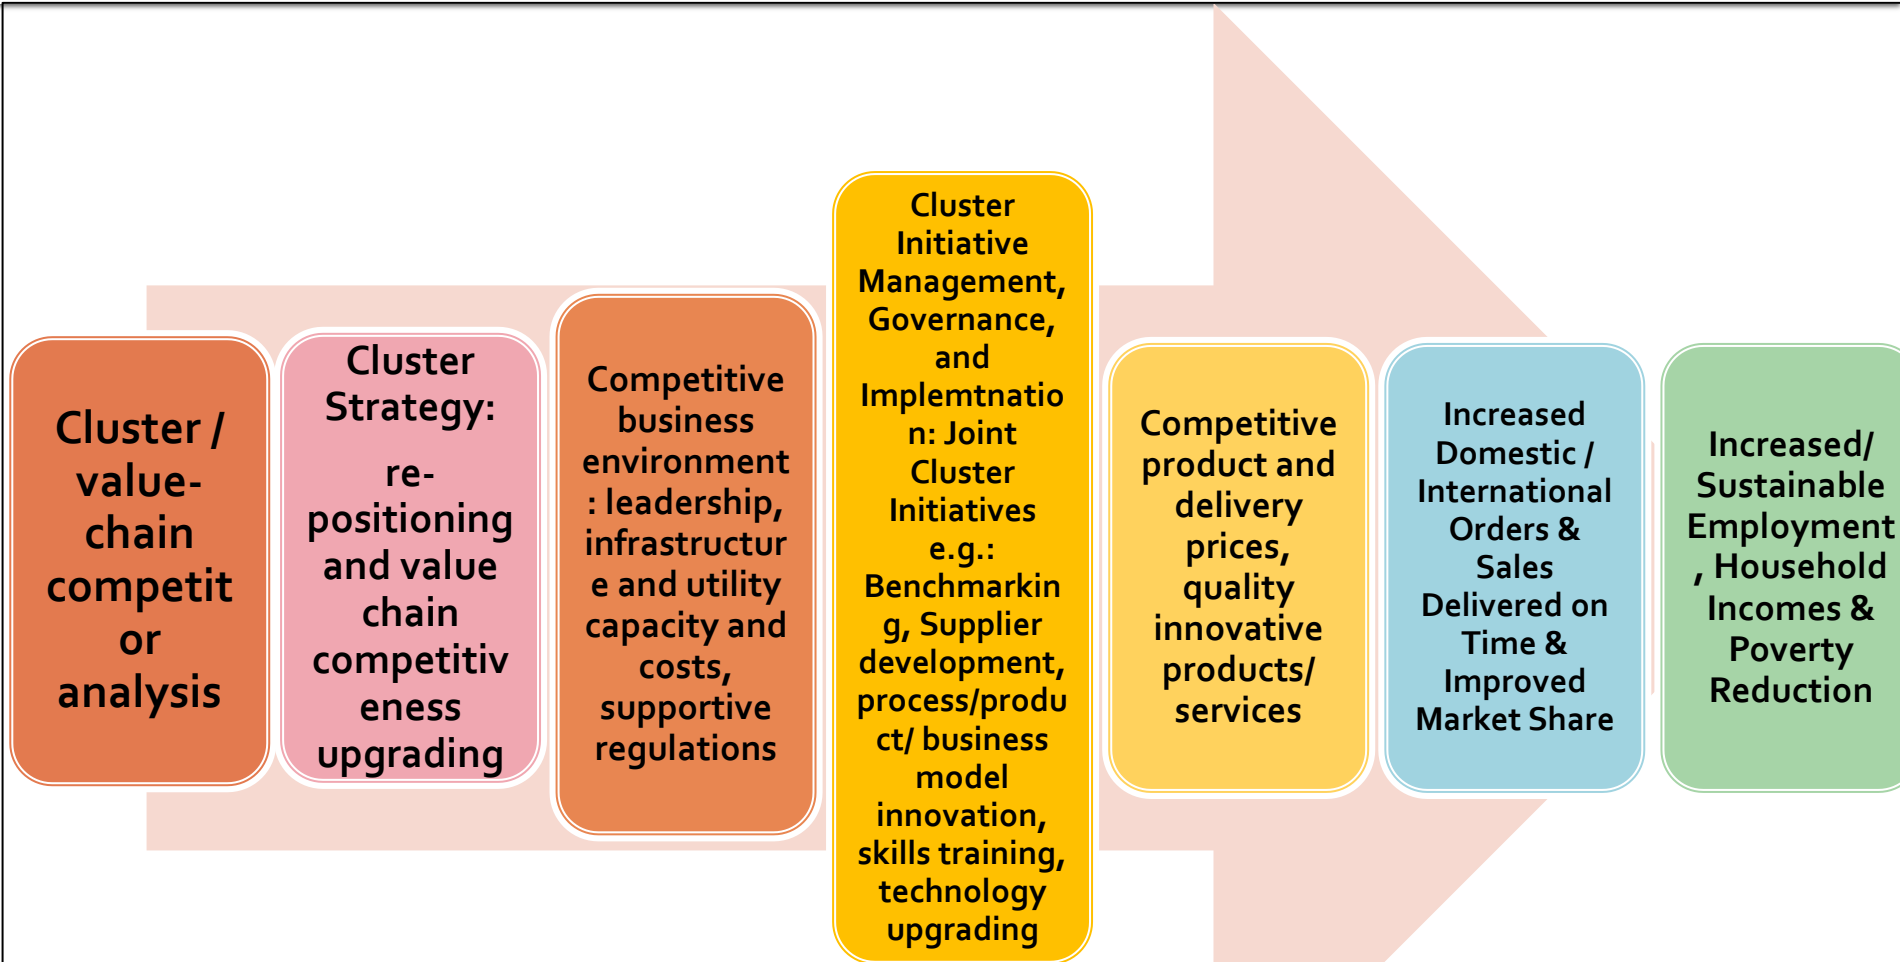 Cluster /
value-
chain
competit
or
analysis
Cluster
Strategy:
re-
positioning
and value
chain
competitiv
eness
upgrading
Competitive
business
environment
: leadership,
infrastructur
e and utility
capacity and
costs,
supportive
regulations
Cluster
Initiative
Management,
Governance,
and
Implemtnatio
n: Joint
Cluster
Initiatives
e.g.:
Benchmarkin
g, Supplier
development,
process/produ
ct/ business
model
innovation,
skills training,
technology
upgrading
Competitive
product and
delivery
prices,
quality
innovative
products/
services
Increased
Domestic /
International
Orders &
Sales
Delivered on
Time &
Improved
Market Share
Increased/
Sustainable
Employment
, Household
Incomes &
Poverty
Reduction